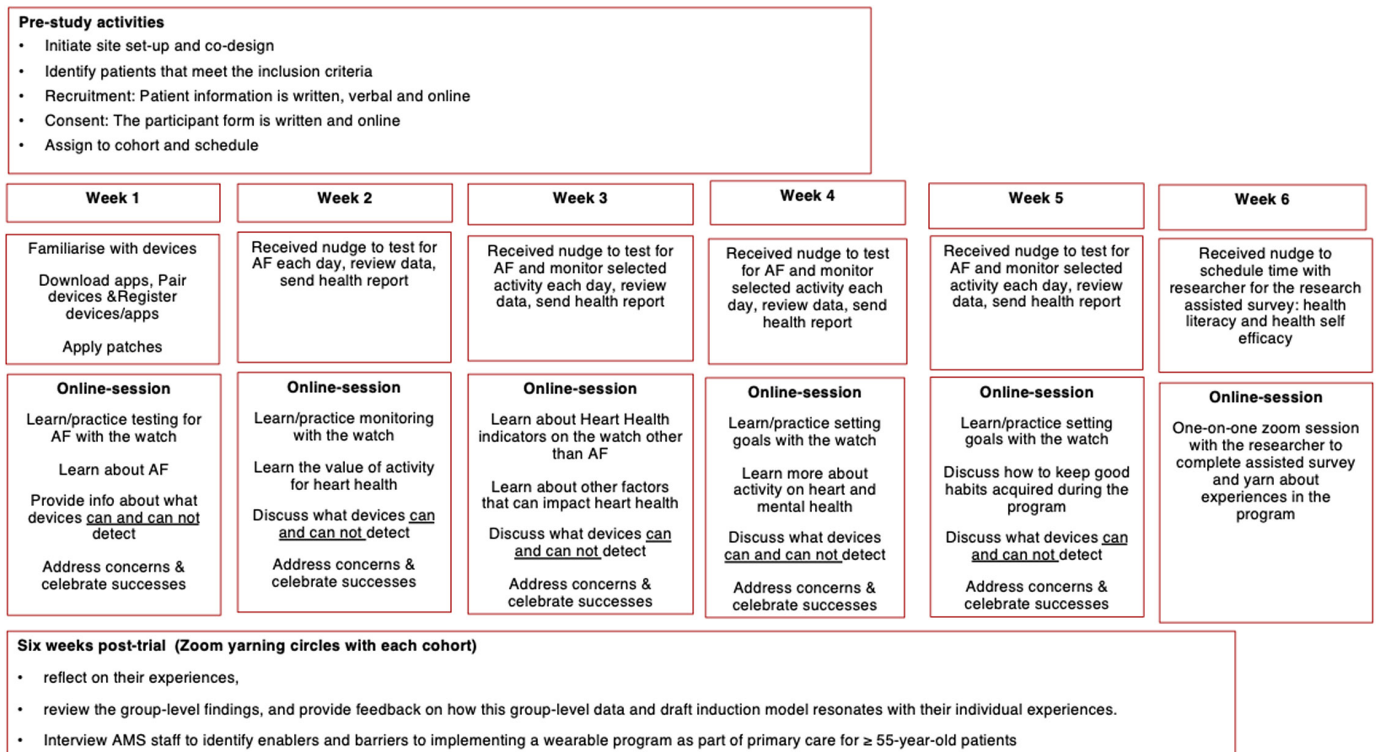 Pre-study activities
• Initiate site set-up and co-design
• Identify patients that meet the inclusion criteria
• Recruitment: Patient information is written, verbal and online
• Consent: The participant form is written and online
• Assign to cohort and schedule
Week 1
Week 2
Week 3
Week 4
Week 5
Week 6
Familiarise with devices
Download apps, Pair
devices &Register
devices/apps
Apply patches
Received nudge to test for
AF each day, review data,
send health report
Received nudge to test for
AF and monitor selected
activity each day, review
data, send health report
Received nudge to test
for AF and monitor
selected activity each
day, review data, send
health report
Received nudge to test for
AF and monitor selected
activity each day, review
data, send health report
Received nudge to
schedule time with
researcher for the research
assisted survey: health
literacy and health self
efficacy
Online-session
Learn/practice testing for
AF with the watch
Learn about AF
Provide info about what
devices can and can not
detect
Address concerns &
celebrate successes
Online-session
Learn/practice monitoring
with the watch
Learn the value of activity
for heart health
Discuss what devices can
and can not detect
Address concerns &
celebrate successes
Online-session
Learn about Heart Health
indicators on the watch other
than AF
Learn about other factors
that can impact heart health
Discuss what devices can
and can not detect
Address concerns &
celebrate successes
Online-session
Learn/practice setting
goals with the watch
Learn more about
activity on heart and
mental health
Discuss what devices
can and can not detect
Address concerns &
celebrate successes
Online-session
Learn/practice setting
goals with the watch
Discuss how to keep good
habits acquired during the
program
Discuss what devices can
and can not detect
Address concerns &
celebrate successes
Online-session
One-on-one zoom session
with the researcher to
complete assisted survey
and yarn about
experiences in the
program
Six weeks post-trial (Zoom yarning circles with each cohort)
• reflect on their experiences,
• review the group-level findings, and provide feedback on how this group-level data and draft induction model resonates with their individual experiences.
• Interview AMS staff to identify enablers and barriers to implementing a wearable program as part of primary care for ≥ 55-year-old patients